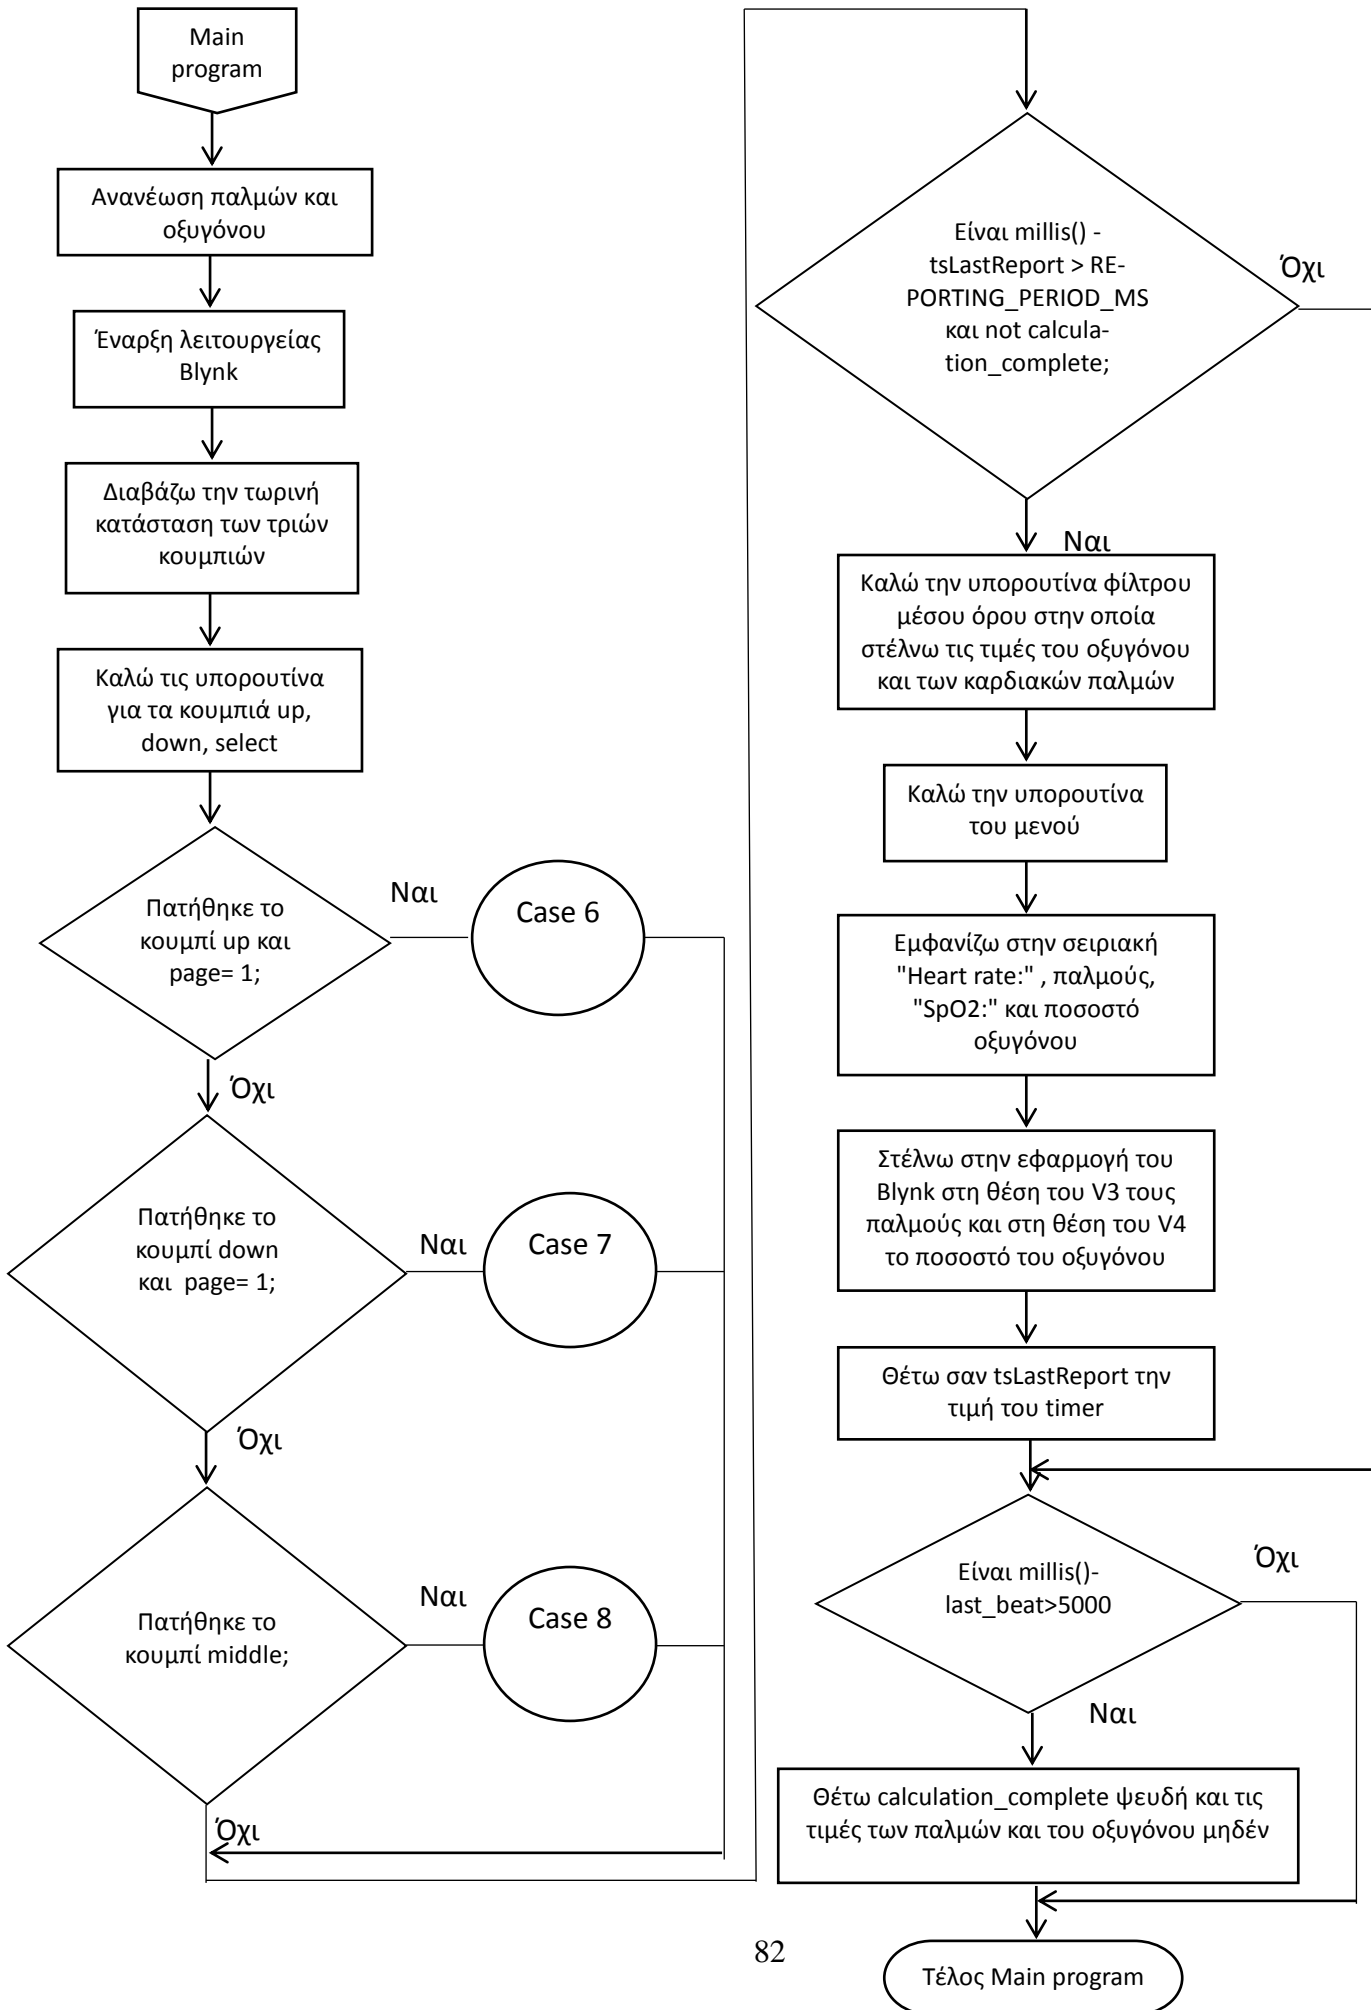 Main
program
Ανανέωση παλμών και
οξυγόνου
Έναρξη λειτουργείας
Blynk
Διαβάζω την τωρινή
κατάσταση των τριών
κουμπιών
Καλώ τις υπορουτίνα
για τα κουμπιά up,
down, select
Πατήθηκε το
κουμπί up και
page= 1;
Ναι
Case 6
Όχι
Πατήθηκε το
κουμπί down
και page= 1;
Ναι
Case 7
Όχι
Πατήθηκε το
κουμπί middle;
Ναι
Case 8
Όχι
Είναι millis() -
tsLastReport > RE-
PORTING_PERIOD_MS
και not calcula-
tion_complete;
Όχι
Ναι
Καλώ την υπορουτίνα φίλτρου
μέσου όρου στην οποία
στέλνω τις τιμές του οξυγόνου
και των καρδιακών παλμών
Καλώ την υπορουτίνα
του μενού
Εμφανίζω στην σειριακή
"Heart rate:" , παλμούς,
"SpO2:" και ποσοστό
οξυγόνου
Στέλνω στην εφαρμογή του
Blynk στη θέση του V3 τους
παλμούς και στη θέση του V4
το ποσοστό του οξυγόνου
Θέτω σαν tsLastReport την
τιμή του timer
Είναι millis()-
last_beat>5000
Όχι
Ναι
Θέτω calculation_complete ψευδή και τις
τιμές των παλμών και του οξυγόνου μηδέν
Τέλος Main program
82